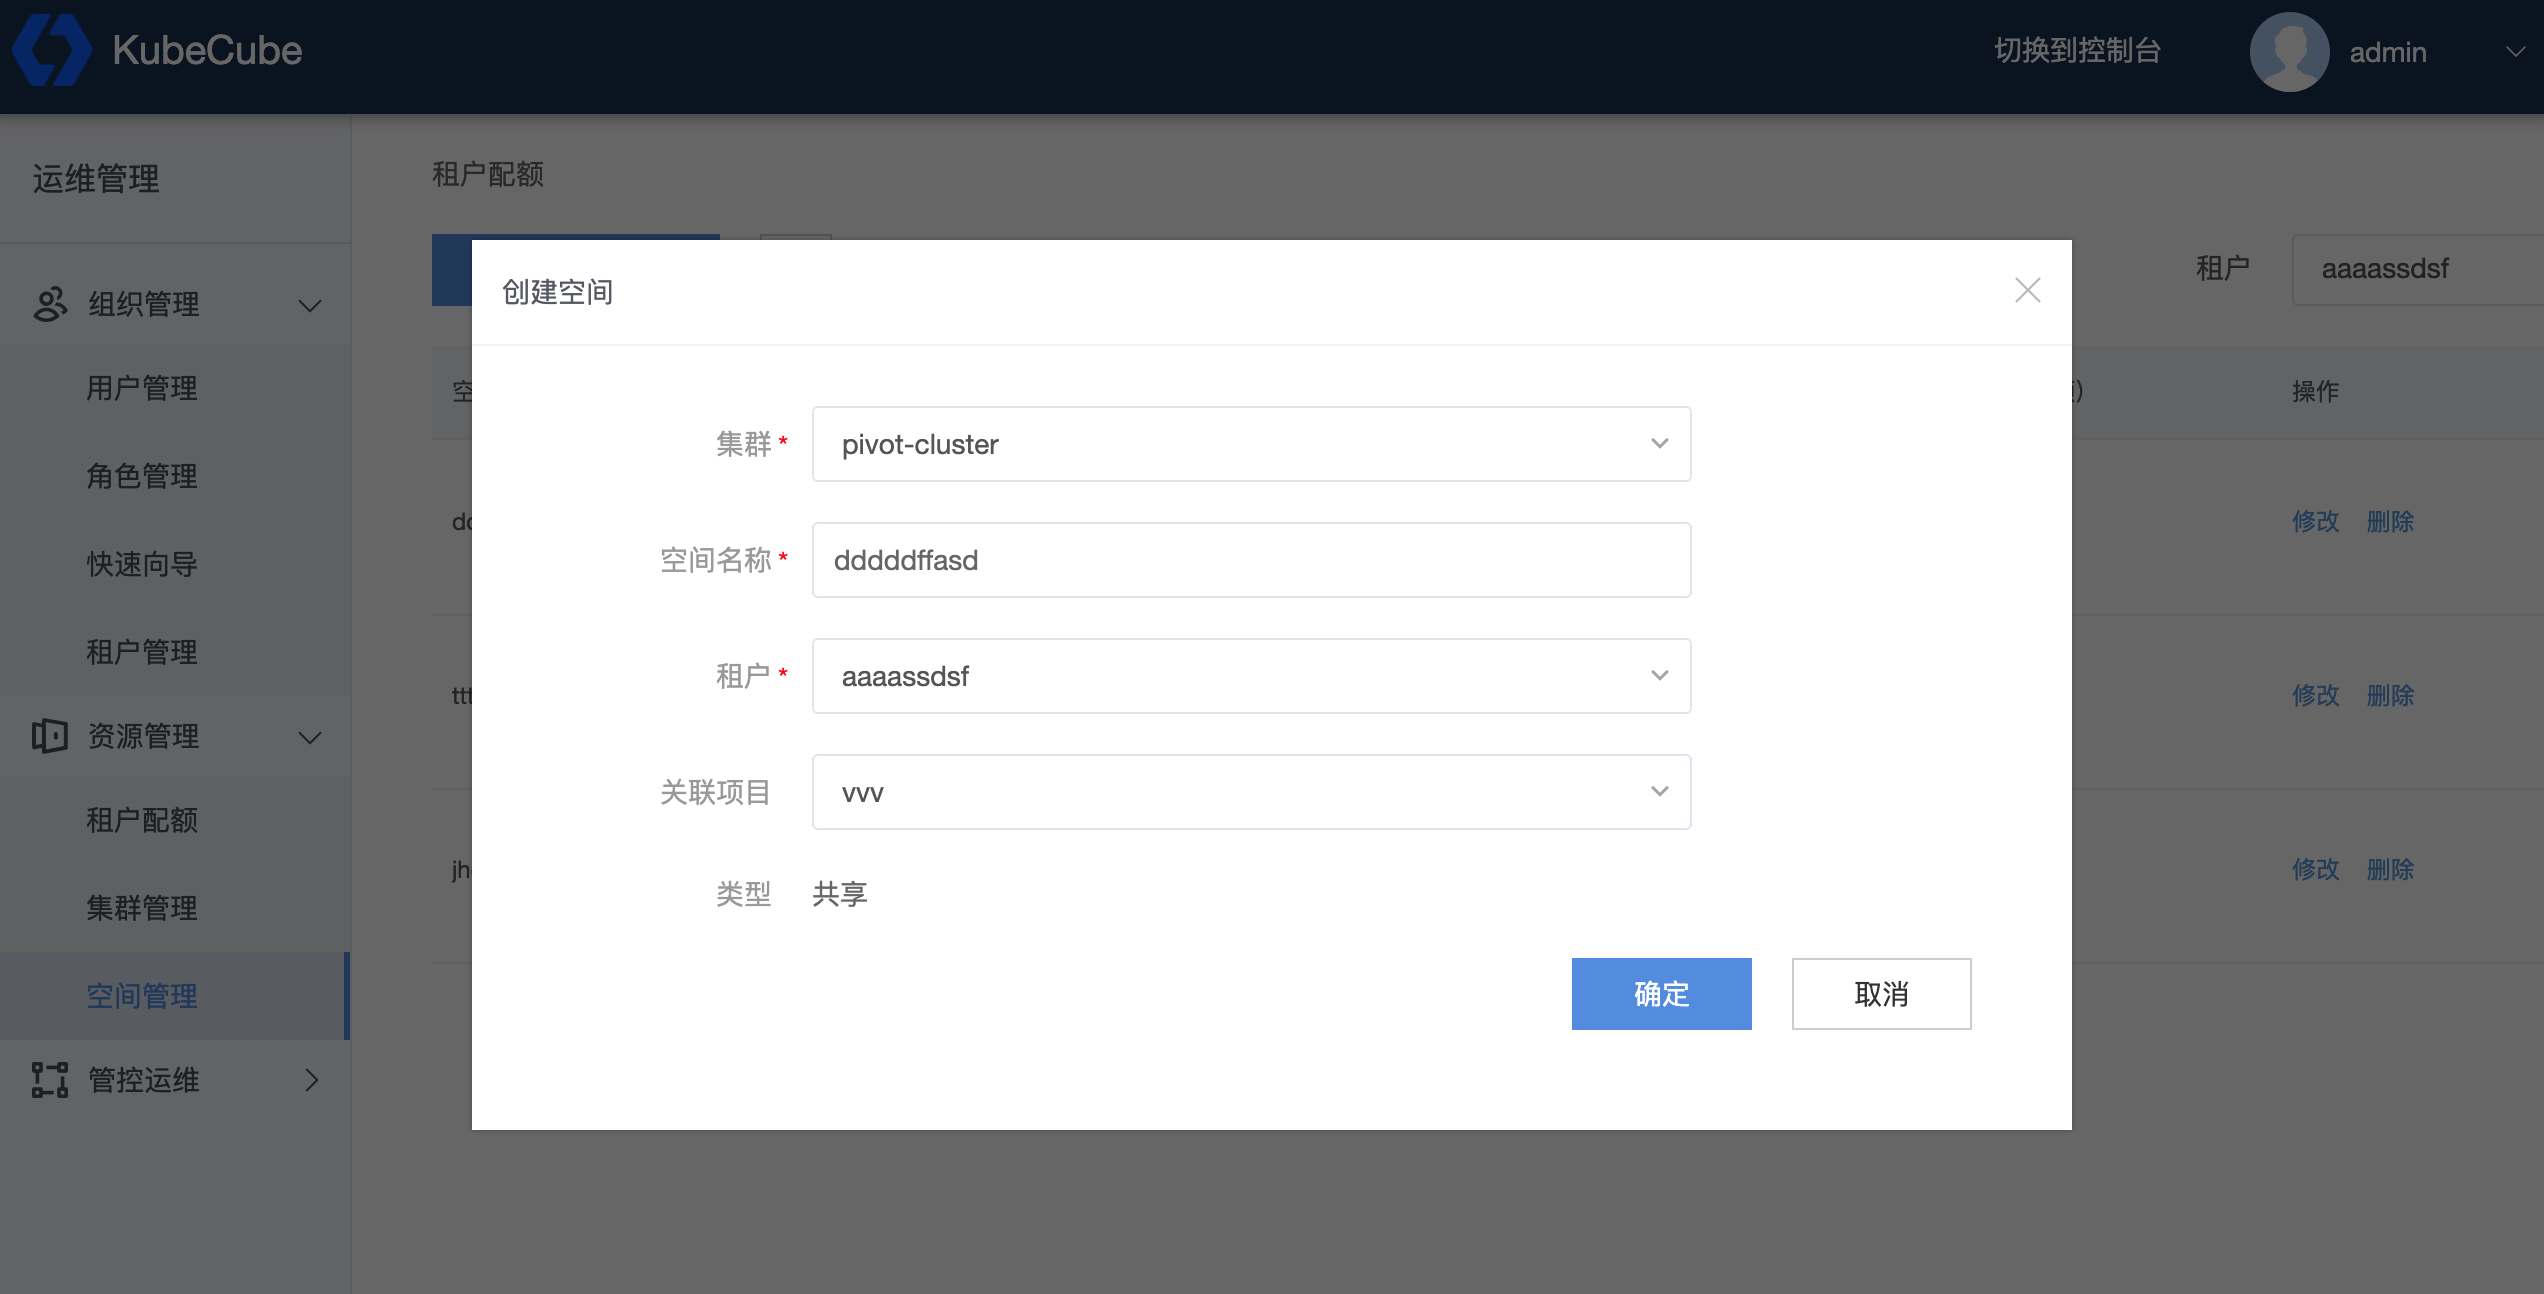 KubeCube
切换到控制台
admin
运维管理
组织管理
用户管理
角色管理
快速向导
租户管理
资源管理
租户配额
集群管理
空间管理
管控运维
租户配额
租户
aaaassdsf
操作
修改 删除
修改 删除
修改 删除
创建空间
集群*
pivot-cluster
空间名称*
dddddffasd
租户*
aaaassdsf
关联项目
vvv
类型
共享
确定
取消